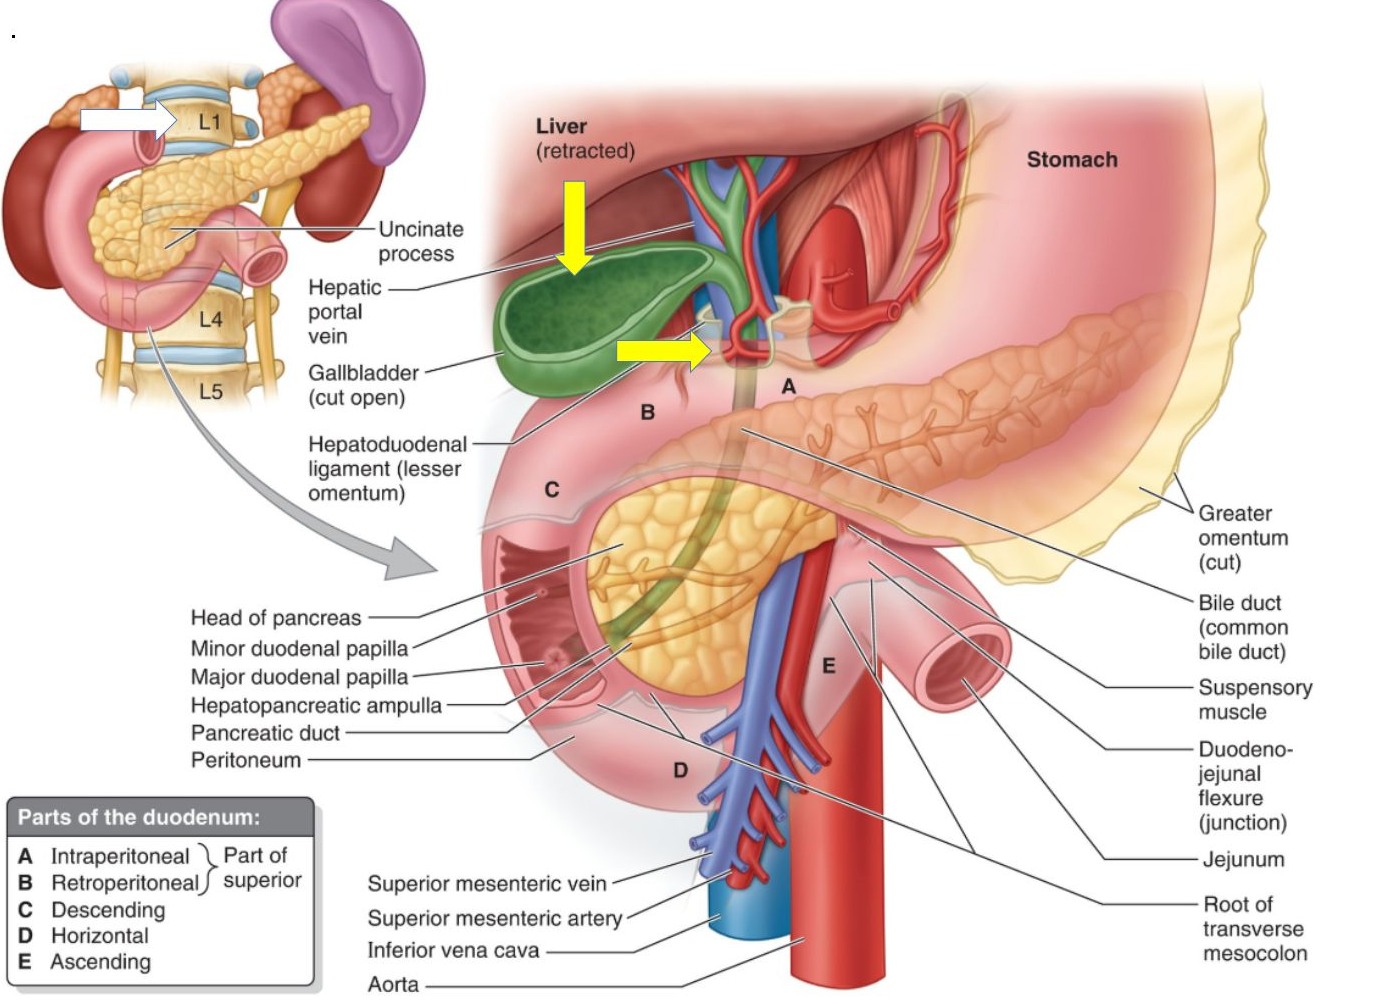 .
L1
L4
L5
Uncinate
process
Hepatic
portal
vein
Gallbladder
(cut open)
Hepatoduodenal
ligament (lesser
omentum)
Liver
(retracted)
Stomach
A
B
C
D
E
Head of pancreas
Minor duodenal papilla
Major duodenal papilla
Hepatopancreatic ampulla
Pancreatic duct
Peritoneum
Greater
omentum
(cut)
Bile duct
(common
bile duct)
Suspensory
muscle
Duodeno-
jejunal
flexure
(junction)
Jejunum
Root of
transverse
mesocolon
Superior mesenteric vein
Superior mesenteric artery
Inferior vena cava
Aorta
Parts of the duodenum:
A Intraperitoneal
B Retroperitoneal
Part of
superior
C Descending
D Horizontal
E Ascending